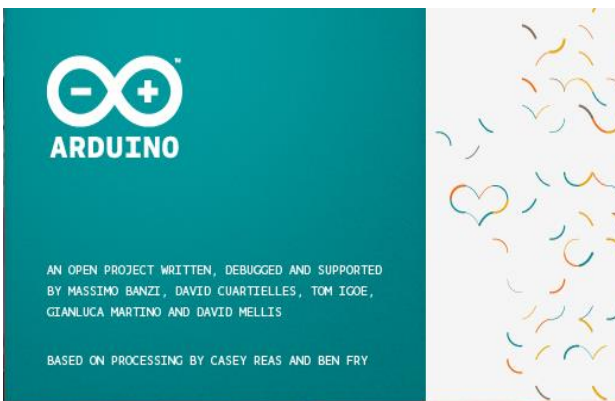 ARDUINO
AN OPEN PROJECT WRITTEN, DEBUGGED AND SUPPORTED
BY MASSIMO BANZI, DAVID CUARTIELLES, TOM IGOE,
GIANLUCA MARTINO AND DAVID MELLIS
BASED ON PROCESSING BY CASEY REAS AND BEN FRY